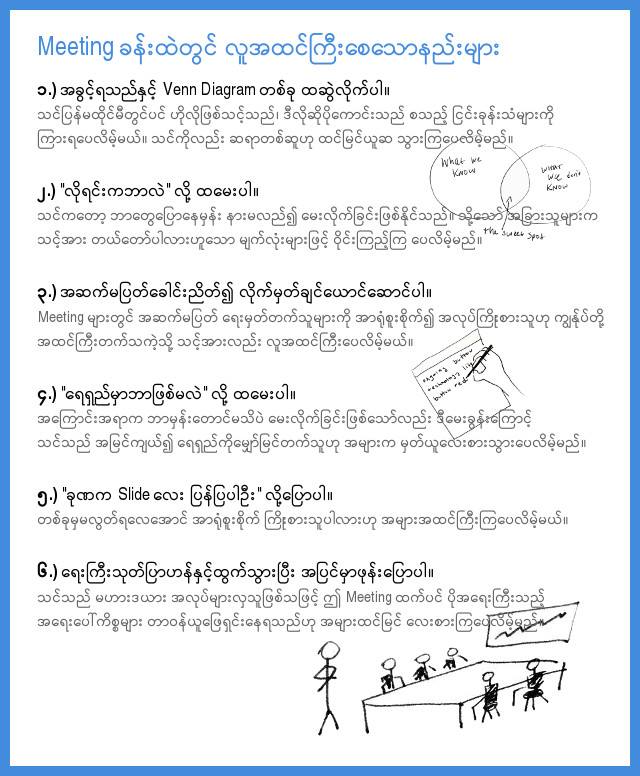 Meeting ခန်းထဲတွင် လူအထင်ကြီးစေသောနည်းများ
၁.) အခွင့်ရသည်နှင့် Venn Diagram တစ်ခု ထဆွဲလိုက်ပါ။
သင်ပြန်မထိုင်မီတွင်ပင် ဟိုလိုဖြစ်သင့်သည်၊ ဒီလိုဆိုပိုကောင်းသည် စသည့် ငြင်းခုန်းသံများကို
ကြားရပေလိမ့်မယ်။ သင်ကိုလည်း ဆရာတစ်ဆူဟု ထင်မြင်ယူဆ သွားကြပေလိမ့်မည်။
What we
Know
What
we don't
Know
the sweet spot
၂.) "လိုရင်းကဘာလဲ" လို့ ထမေးပါ။
သင်ကတော့ ဘာတွေပြောနေမှန်း နားမလည်၍ မေးလိုက်ခြင်းဖြစ်နိုင်သည်။ သို့သော် အခြားသူများက
သင့်အား တယ်တော်ပါလားဟူသော မျက်လုံးများဖြင့် ဝိုင်းကြည့်ကြ ပေလိမ့်မည်။
၃.) အဆက်မပြတ်ခေါင်းညိတ်၍ လိုက်မှတ်ချင်ယောင်ဆောင်ပါ။
Meeting များတွင် အဆက်မပြတ် ရေးမှတ်တက်သူများကို အာရုံစူးစိုက်၍ အလုပ်ကြိုးစားသူဟု ကျွန်ုပ်တို့
အထင်ကြီးတက်သကဲ့သို့ သင့်အားလည်း လူအထင်ကြီးပေလိမ့်မယ်။
ongoing button
technology life
button red
၄.) "ရေရှည်မှာဘာဖြစ်မလဲ" လို့ ထမေးပါ။
အကြောင်းအရာက ဘာမှန်းတောင်မသိပဲ မေးလိုက်ခြင်းဖြစ်သော်လည်း ဒီမေးခွန်းကြောင့်
သင်သည် အမြင်ကျယ်၍ ရေရှည်ကိုမျှော်မြင်တက်သူဟု အများက မှတ်ယူလေးစားသွားပေလိမ့်မည်။
၅.) "ခုဏက Slide လေး ပြန်ပြပါဦး" လို့ပြောပါ။
တစ်ခုမှမလွတ်ရလေအောင် အာရုံစူးစိုက် ကြိုးစားသူပါလားဟု အများအထင်ကြီးကြပေလိမ့်မယ်။
၆.) ရေးကြီးသုတ်ပြာဟန်နှင့်ထွက်သွားပြီး အပြင်မှာဖုန်းပြောပါ။
သင်သည် မဟားဒယား အလုပ်များလှသူဖြစ်သဖြင့် ဤ Meeting ထက်ပင် ပိုအရေးကြီးသည့်
အရေးပေါ်ကိစ္စများ တာဝန်ယူဖြေရှင်းနေရသည်ဟု အများထင်မြင် လေးစားကြပေလိမ့်မည်။